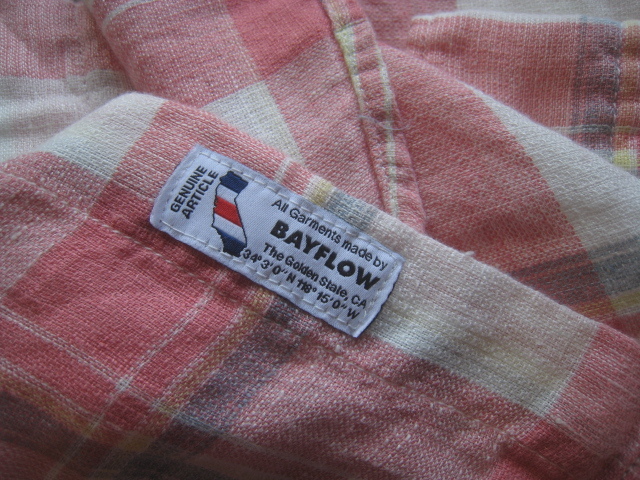 GENUINE
ARTICLE
All Garments made by
BAYFLOW
The Golden State, CA
34°3'0"N 118°15'0"W